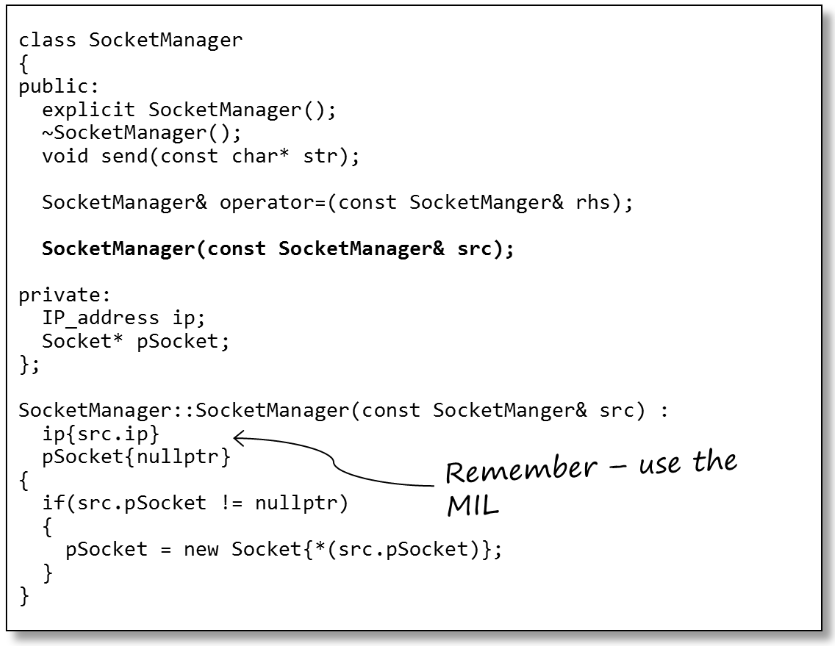 class SocketManager
{
public:
  explicit SocketManager();
  ~SocketManager();
  void send(const char* str);

  SocketManager& operator=(const SocketManger& rhs);

  SocketManager(const SocketManager& src);

private:
  IP_address ip;
  Socket* pSocket;
};

SocketManager::SocketManager(const SocketManger& src) :
  ip{src.ip}
  pSocket{nullptr}
{
  if(src.pSocket != nullptr)
  {
    pSocket = new Socket{*(src.pSocket)};
  }
}
Remember – use the
MIL